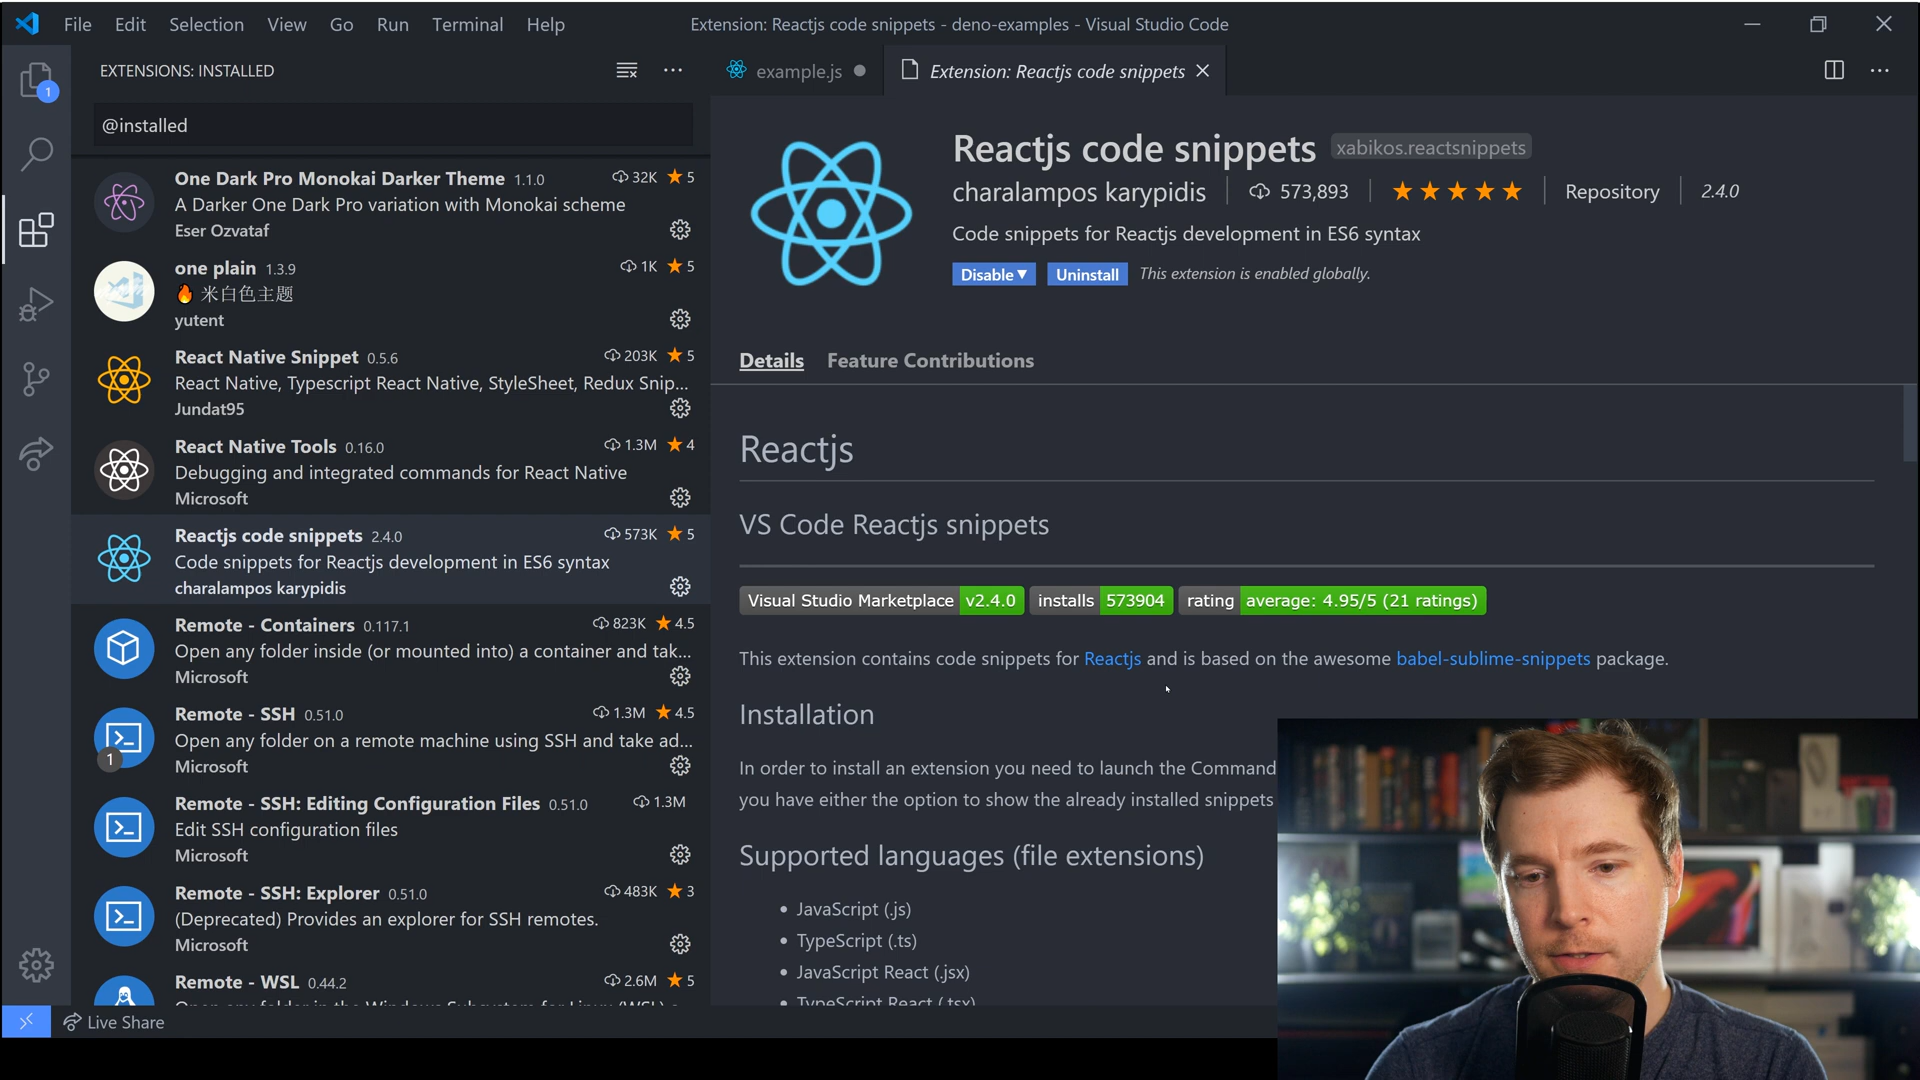 File Edit Selection View Go Run Terminal Help
Extension: Reactjs code snippets - deno-examples - Visual Studio Code
1
EXTENSIONS: INSTALLED
@installed
One Dark Pro Monokai Darker Theme 1.1.0 32K 5
A Darker One Dark Pro variation with Monokai scheme
Eser Ozvataf
one plain 1.3.9 1K 5
🔥 米白色主题
yutent
React Native Snippet 0.5.6 203K 5
React Native, Typescript React Native, StyleSheet, Redux Snip...
Jundat95
React Native Tools 0.16.0 1.3M 4
Debugging and integrated commands for React Native
Microsoft
Reactjs code snippets 2.4.0 573K 5
Code snippets for Reactjs development in ES6 syntax
charalampos karypidis
Remote - Containers 0.117.1 823K 4.5
Open any folder inside (or mounted into) a container and tak...
Microsoft
Remote - SSH 0.51.0 1.3M 4.5
Open any folder on a remote machine using SSH and take ad...
1
Microsoft
Remote - SSH: Editing Configuration Files 0.51.0 1.3M
Edit SSH configuration files
Microsoft
Remote - SSH: Explorer 0.51.0 483K 3
(Deprecated) Provides an explorer for SSH remotes.
Microsoft
Remote - WSL 0.44.2 2.6M 5
Open any folder in the Windows Subsystem for Linux (WSL)
Live Share
example.js
Extension: Reactjs code snippets
Reactjs code snippets xabikos.reactsnippets
charalampos karypidis 573,893 Repository 2.4.0
Code snippets for Reactjs development in ES6 syntax
Disable Uninstall This extension is enabled globally.
Details Feature Contributions
Reactjs
VS Code Reactjs snippets
Visual Studio Marketplace v2.4.0 installs 573904 rating average: 4.95/5 (21 ratings)
This extension contains code snippets for Reactjs and is based on the awesome babel-sublime-snippets package.
Installation
In order to install an extension you need to launch the Command
you have either the option to show the already installed snippets
Supported languages (file extensions)
• JavaScript (.js)
• TypeScript (.ts)
• JavaScript React (.jsx)
• TypeScript React (.tsx)